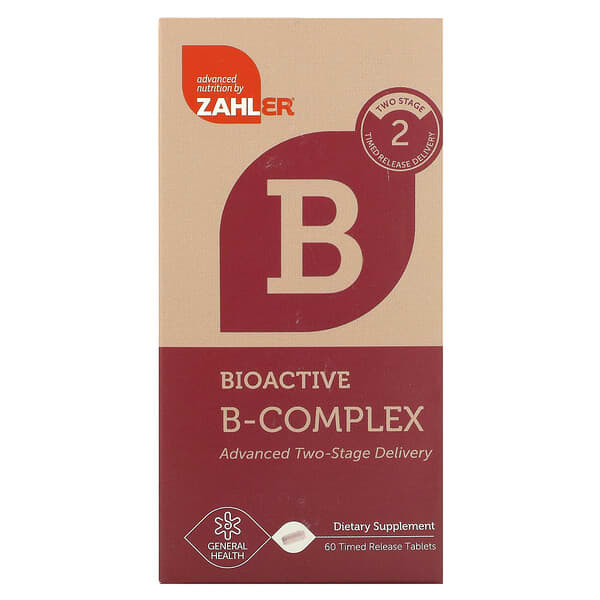 advanced
nutrition by
ZAHLER®
TWO STAGE
2
TIMED RELEASE DELIVERY
B
BIOACTIVE
B-COMPLEX
Advanced Two-Stage Delivery
GENERAL
HEALTH
Dietary Supplement
60 Timed Release Tablets